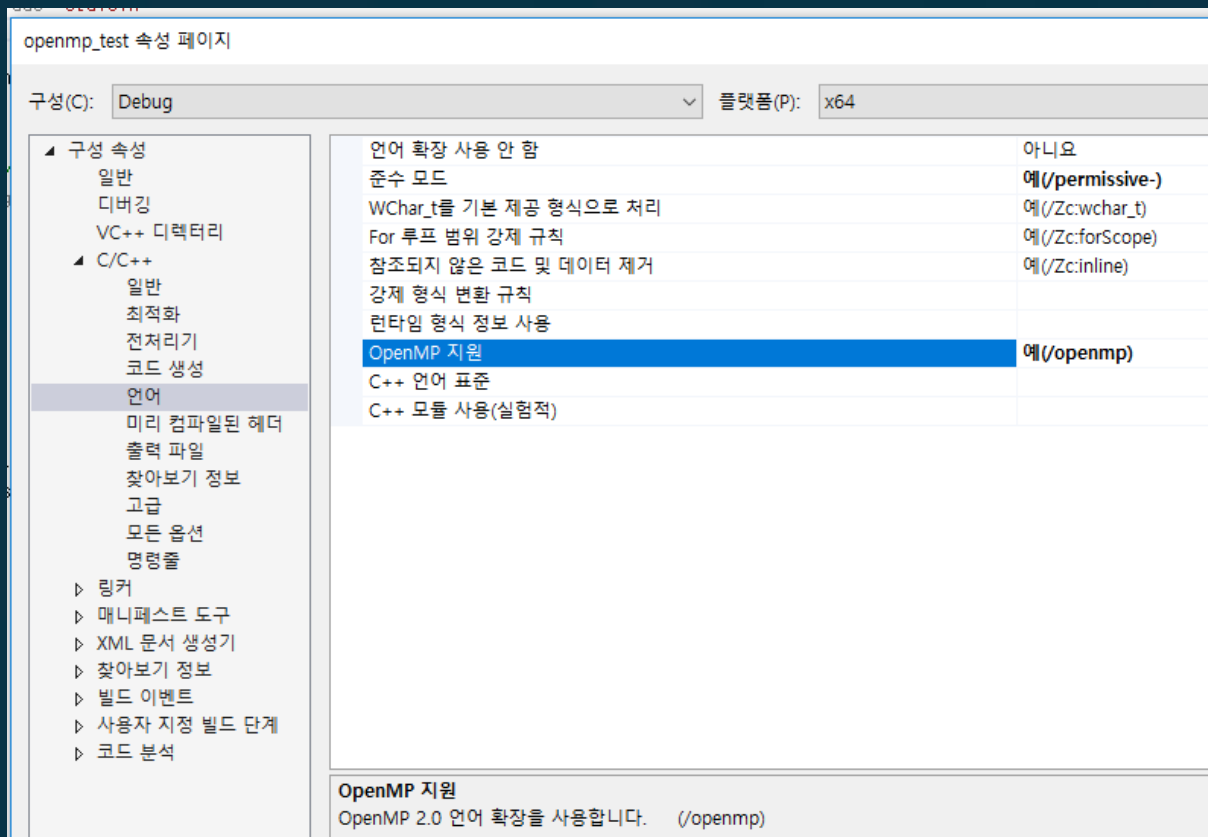 openmp_test 속성 페이지
구성(C): Debug 플랫폼(P): x64
구성 속성
일반
디버깅
VC++ 디렉터리
C/C++
일반
최적화
전처리기
코드 생성
언어
미리 컴파일된 헤더
출력 파일
찾아보기 정보
고급
모든 옵션
명령줄
링커
매니페스트 도구
XML 문서 생성기
찾아보기 정보
빌드 이벤트
사용자 지정 빌드 단계
코드 분석
언어 확장 사용 안 함 아니요
준수 모드 예(/permissive-)
WChar_t를 기본 제공 형식으로 처리 예(/Zc:wchar_t)
For 루프 범위 강제 규칙 예(/Zc:forScope)
참조되지 않은 코드 및 데이터 제거 예(/Zc:inline)
강제 형식 변환 규칙
런타임 형식 정보 사용
OpenMP 지원 예(/openmp)
C++ 언어 표준
C++ 모듈 사용(실험적)
OpenMP 지원
OpenMP 2.0 언어 확장을 사용합니다. (/openmp)